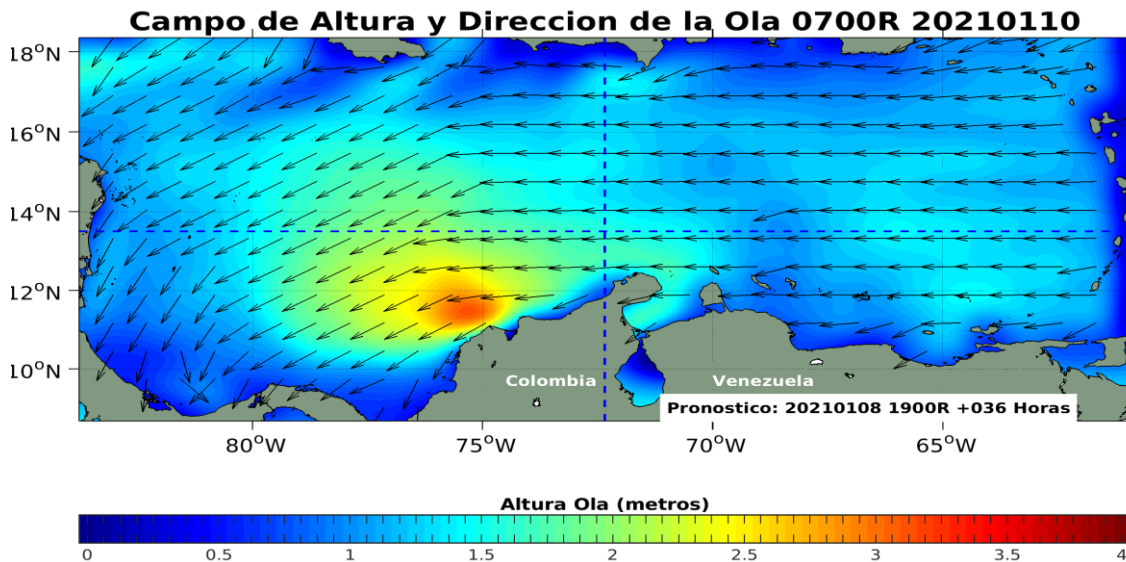 Campo de Altura y Direccion de la Ola 0700R 20210110
18°N
16°N
14°N
12°N
10°N
Colombia
Venezuela
Pronostico: 20210108 1900R +036 Horas
80°W
75°W
70°W
65°W
Altura Ola (metros)
0 0.5 1 1.5 2 2.5 3 3.5 4